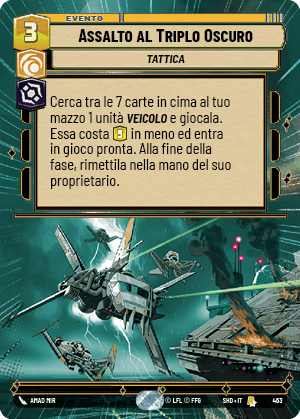 EVENTO
3
ASSALTO AL TRIPLO OSCURO
TATTICA
Cerca tra le 7 carte in cima al tuo
mazzo 1 unità VEICOLO e giocala.
Essa costa 5 in meno ed entra
in gioco pronta. Alla fine della
fase, rimettila nella mano del suo
proprietario.
AMAD MIR
© LFL © FFG
SHD • IT
463